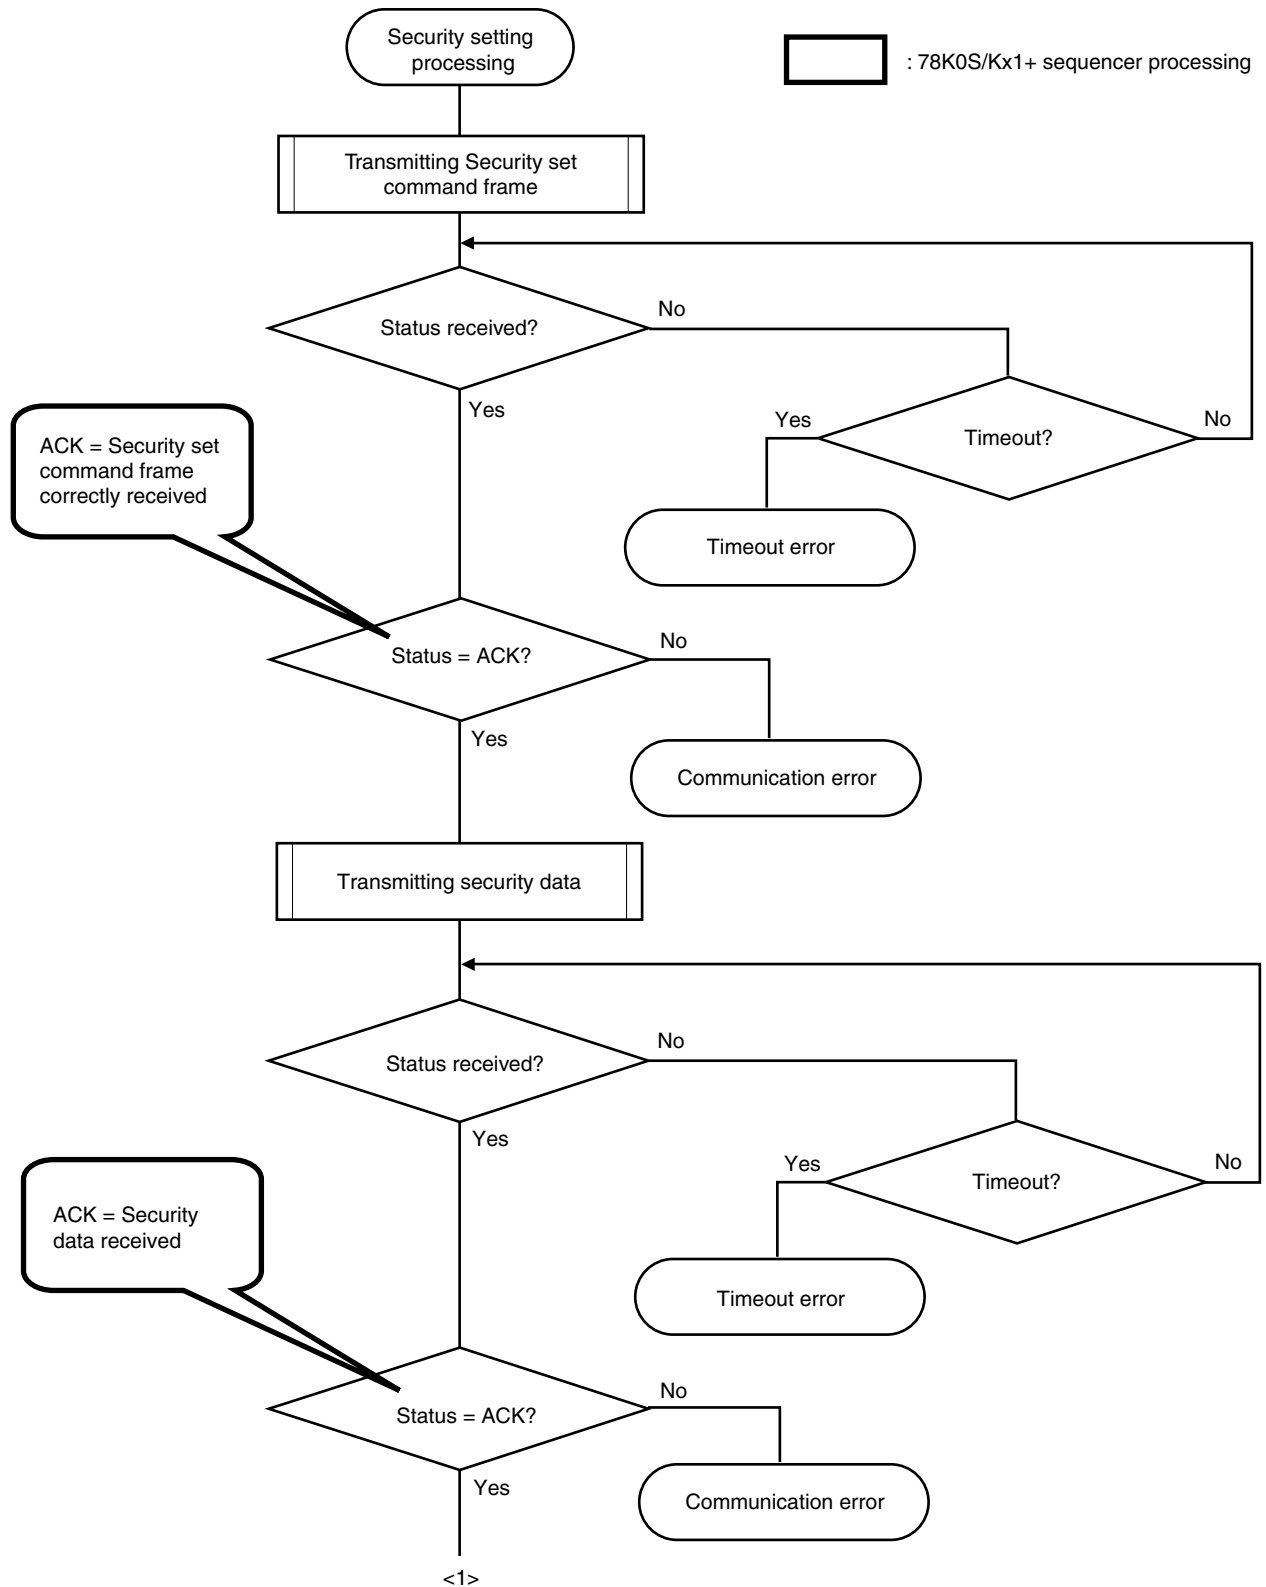 Security setting
processing
: 78K0S/Kx1+ sequencer processing
Transmitting Security set
command frame
Status received?
No
Yes
Timeout?
Yes
No
Timeout error
ACK = Security set
command frame
correctly received
Status = ACK?
No
Yes
Communication error
Transmitting security data
Status received?
No
Yes
Timeout?
Yes
No
Timeout error
ACK = Security
data received
Status = ACK?
No
Yes
Communication error
<1>